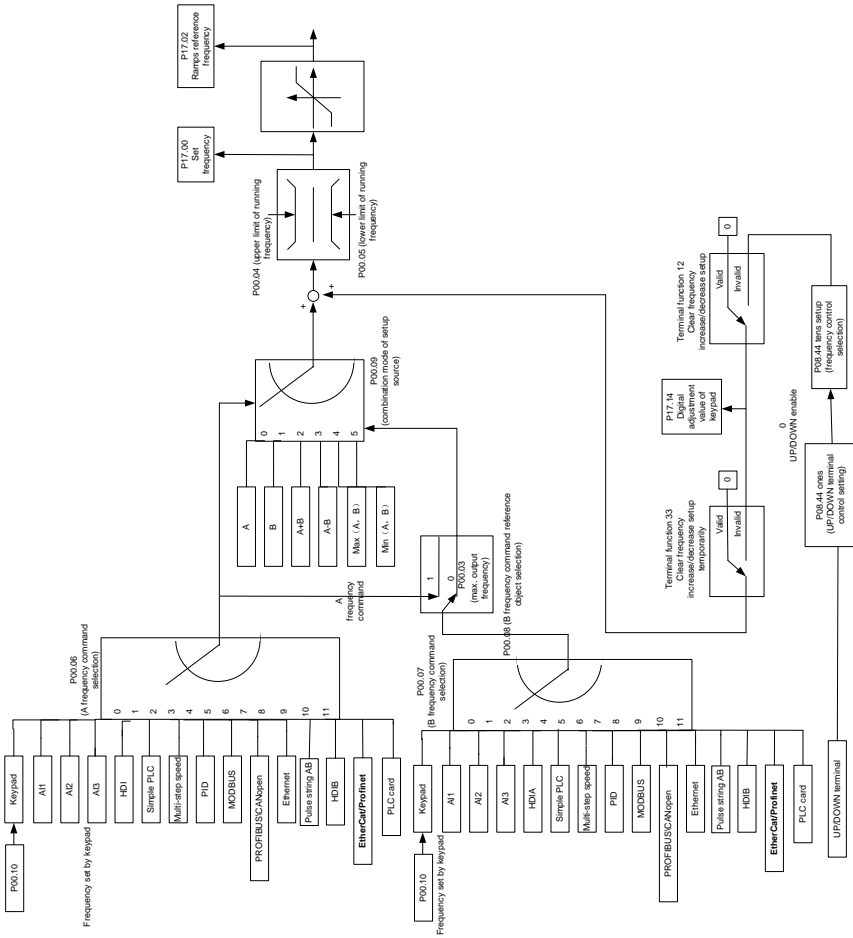 P00.10
Frequency set by keypad
Keypad
AI1
AI2
AI3
HDI
Simple PLC
Multi-step speed
PID
MODBUS
PROFIBUS\CANopen
Ethernet
Pulse string AB
HDIB
EtherCat/Profinet
PLC card
P00.06
(A frequency command
selection)
0
1
2
3
4
5
6
7
8
9
10
11
A
frequency
command
A
B
A+B
A-B
Max（A，B）
Min（A，B）
0
1
2
3
4
5
P00.09
(combination mode of setup
source)
+
+
P00.04 (upper limit of running
frequency)
P00.05 (lower limit of running
frequency)
P17.00
Set
frequency
P17.02
Ramps reference
frequency
P00.10
Frequency set by keypad
Keypad
AI1
AI2
AI3
HDIA
Simple PLC
Multi-step speed
PID
MODBUS
PROFIBUS\CANopen
Ethernet
Pulse string AB
HDIB
EtherCat/Profinet
PLC card
P00.07
(B frequency command
selection)
0
1
2
3
4
5
6
7
8
9
10
11
1
0
P00.03
(max. output
frequency)
P00.08 (B frequency command reference
object selection)
Terminal function 33
Clear frequency
increase/decrease setup
temporarily
Valid
Invalid
0
P17.14
Digital
adjustment
value of
keypad
Terminal function 12
Clear frequency
increase/decrease setup
Valid
Invalid
0
UP/DOWN terminal
P08.44 ones
(UP/DOWN terminal
control setting)
0
UP/DOWN enable
P08.44 tens setup
(frequency control
selection)